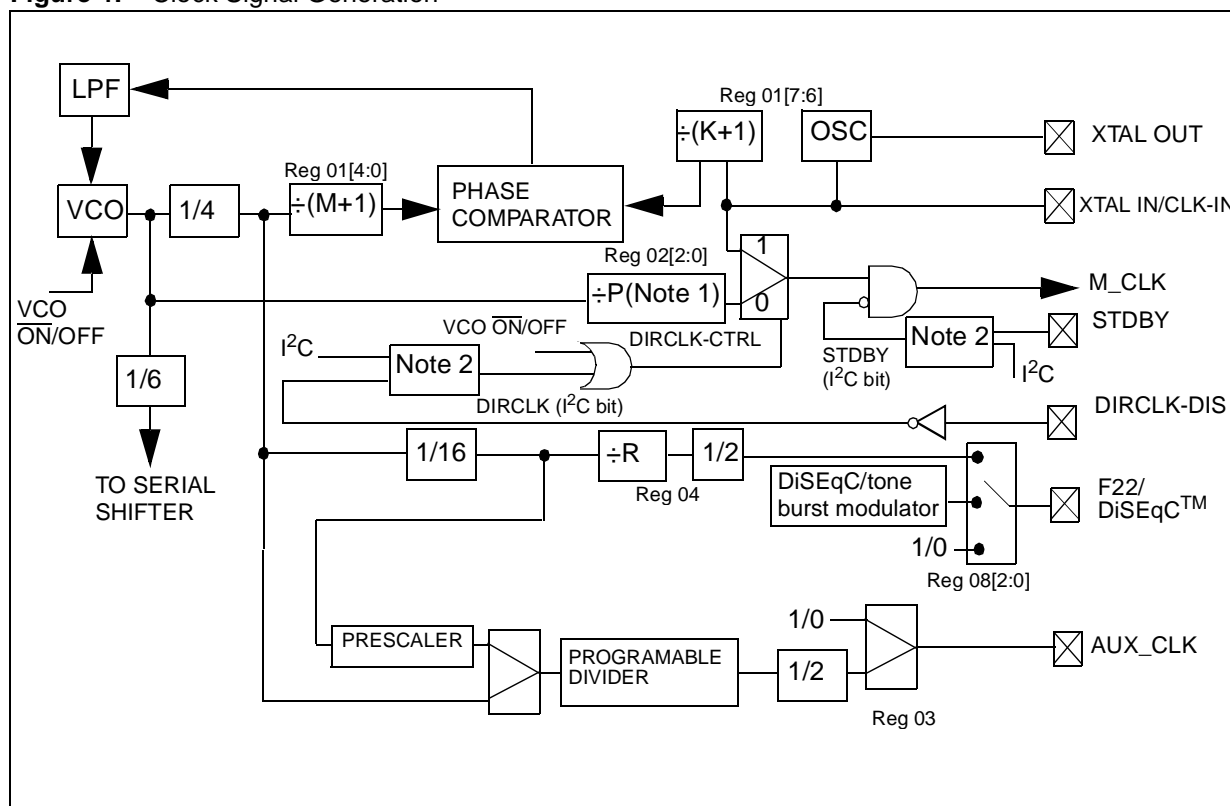 Figure 4. Clock Signal Generation
LPF
Reg 01[7:6]
÷(K+1)
OSC
XTAL OUT
Reg 01[4:0]
VCO
1/4
÷(M+1)
PHASE
COMPARATOR
XTAL IN/CLK-IN
Reg 02[2:0]
1
÷P(Note 1)
0
M_CLK
VCO
ON/OFF
VCO ON/OFF
DIRCLK-CTRL
STDBY
I²C
Note 2
STDBY
(I²C bit)
Note 2
I²C
1/6
DIRCLK (I²C bit)
DIRCLK-DIS
1/16
÷R
1/2
TO SERIAL
SHIFTER
Reg 04
DiSEqC/tone
burst modulator
F22/
DiSEqC™
1/0
Reg 08[2:0]
1/0
PRESCALER
PROGRAMABLE
DIVIDER
1/2
AUX_CLK
Reg 03